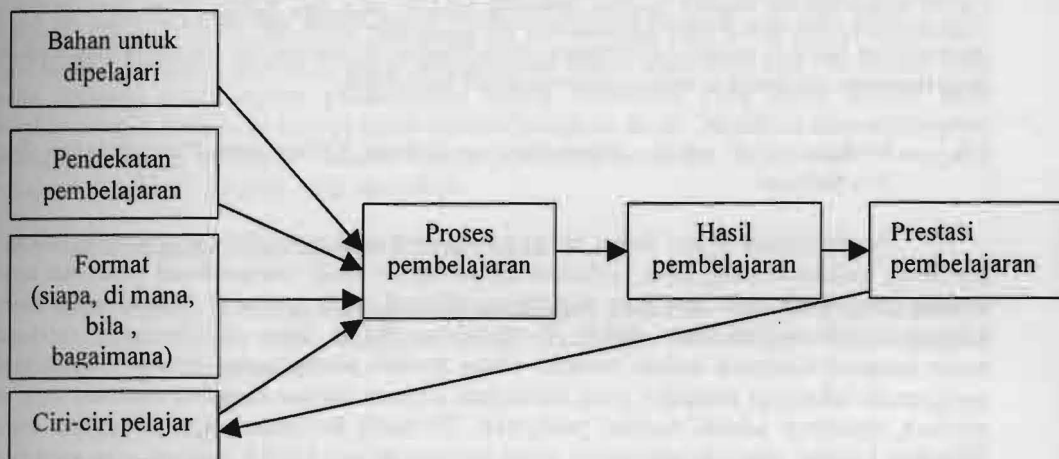 Bahan untuk
dipelajari
Pendekatan
pembelajaran
Format
(siapa, di mana,
bila ,
bagaimana)
Ciri-ciri pelajar
Proses
pembelajaran
Hasil
pembelajaran
Prestasi
pembelajaran